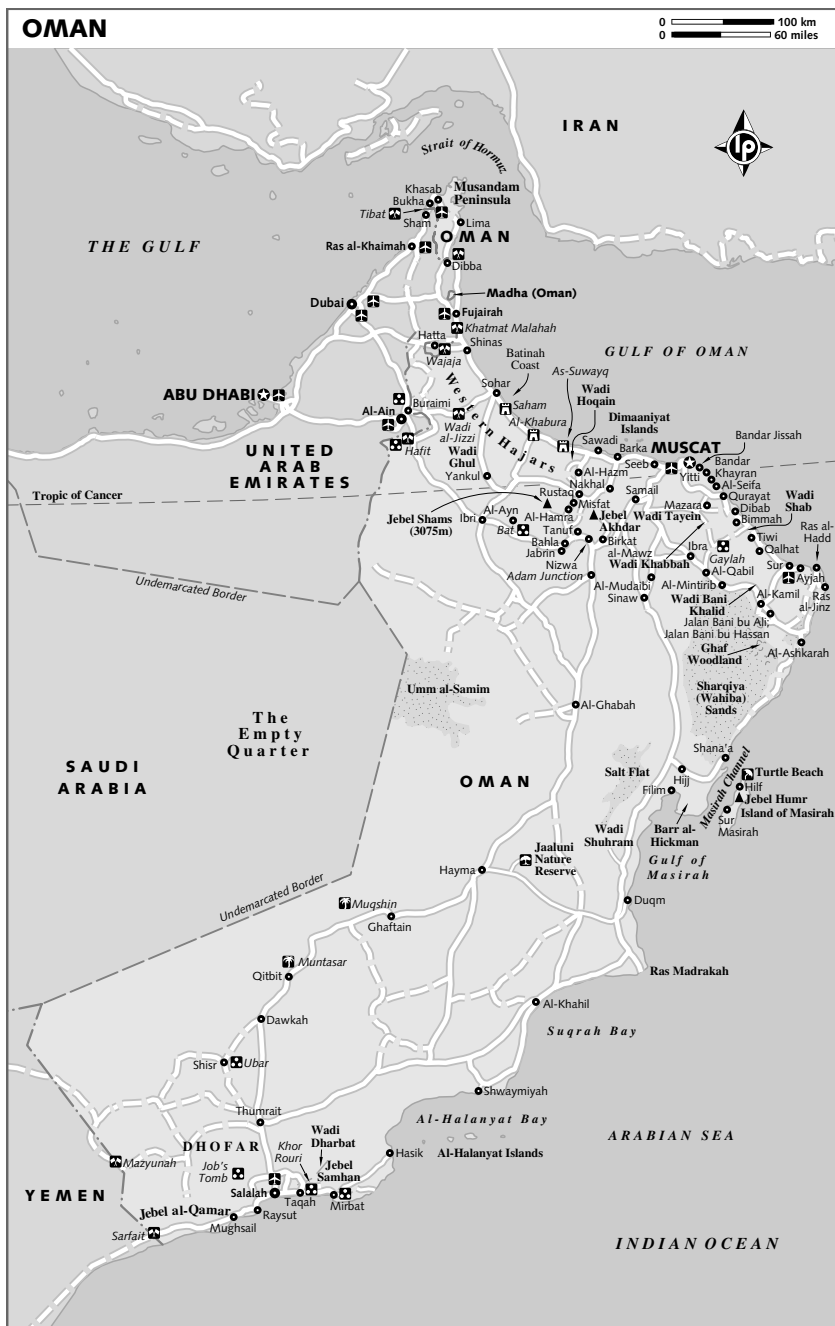 OMAN
0 100 km
0 60 miles
IRAN
lp
Strait of Hormuz
Khasab
Bukha
Musandam
Peninsula
Tibat
Sham
Lima
THE GULF
OMAN
Ras al-Khaimah
Dibba
Madha (Oman)
Dubai
Fujairah
Khatmat Malahah
Hatta
Shinas
Wajaja
GULF OF OMAN
Batinah
Coast
As-Suwayq
Sohar
Wadi
Hoqain
ABU DHABI
Buraimi
Saham
Al-Khabura
Dimaaniyat
Islands
Al-Ain
Western Hajars
Wadi
al-Jizzi
Hafit
Wadi
Ghul
Yankul
Sawadi
Barka
MUSCAT
Bandar Jissah
Seeb
Yitti
Bandar
Khayran
Al-Seifa
Qurayat
Dibab
Bimmah
Wadi
Shab
UNITED
ARAB
EMIRATES
Al-Hazm
Nakhal
Rustaq
Misfat
Samail
Mazara
Tropic of Cancer
Jebel Shams
(3075m)
Ibri
Al-Ayn
Bat
Al-Hamra
Tanuf
Jebel
Akhdar
Wadi Tayein
Tiwi
Qalhat
Ras al-
Hadd
Bahla
Jabrin
Birkat
al-Mawz
Ibra
Gaylah
Sur
Ayjah
Nizwa
Wadi Khabbah
Al-Qabil
Adam Junction
Al-Mudaibi
Sinaw
Al-Mintirib
Wadi Bani
Khalid
Al-Kamil
Ras
al-Jinz
Jalan Bani bu Ali;
Jalan Bani bu Hassan
Undemarcated Border
Ghaf
Woodland
Al-Ashkarah
Umm al-Samim
Sharqiya
(Wahiba)
Sands
Al-Ghabah
The
Empty
Quarter
SAUDI
ARABIA
OMAN
Shana'a
Salt Flat
Hijj
Masirah Channel
Turtle Beach
Hilf
Filim
Jebel Humr
Island of Masirah
Sur
Masirah
Barr al-
Hickman
Wadi
Shuhram
Gulf of
Masirah
Jaaluni
Nature
Reserve
Hayma
Undemarcated Border
Muqshin
Ghaftain
Duqm
Muntasar
Qitbit
Ras Madrakah
Al-Khahil
Dawkah
Suqrah Bay
Shisr
Ubar
Shwaymiyah
Thumrait
Al-Halanyat Bay
DHOFAR
Khor
Rouri
Wadi
Dharbat
ARABIAN SEA
Hasik
Al-Halanyat Islands
Mazyunah
Job's
Tomb
Jebel
Samhan
YEMEN
Salalah
Taqah
Mirbat
Jebel al-Qamar
Raysut
Mughsail
Sarfait
INDIAN OCEAN